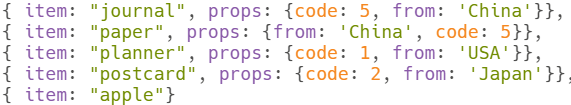 { item: "journal", props: {code: 5, from: 'China'}},
{ item: "paper", props: {from: 'China', code: 5}},
{ item: "planner", props: {code: 1, from: 'USA'}},
{ item: "postcard", props: {code: 2, from: 'Japan'}},
{ item: "apple"}